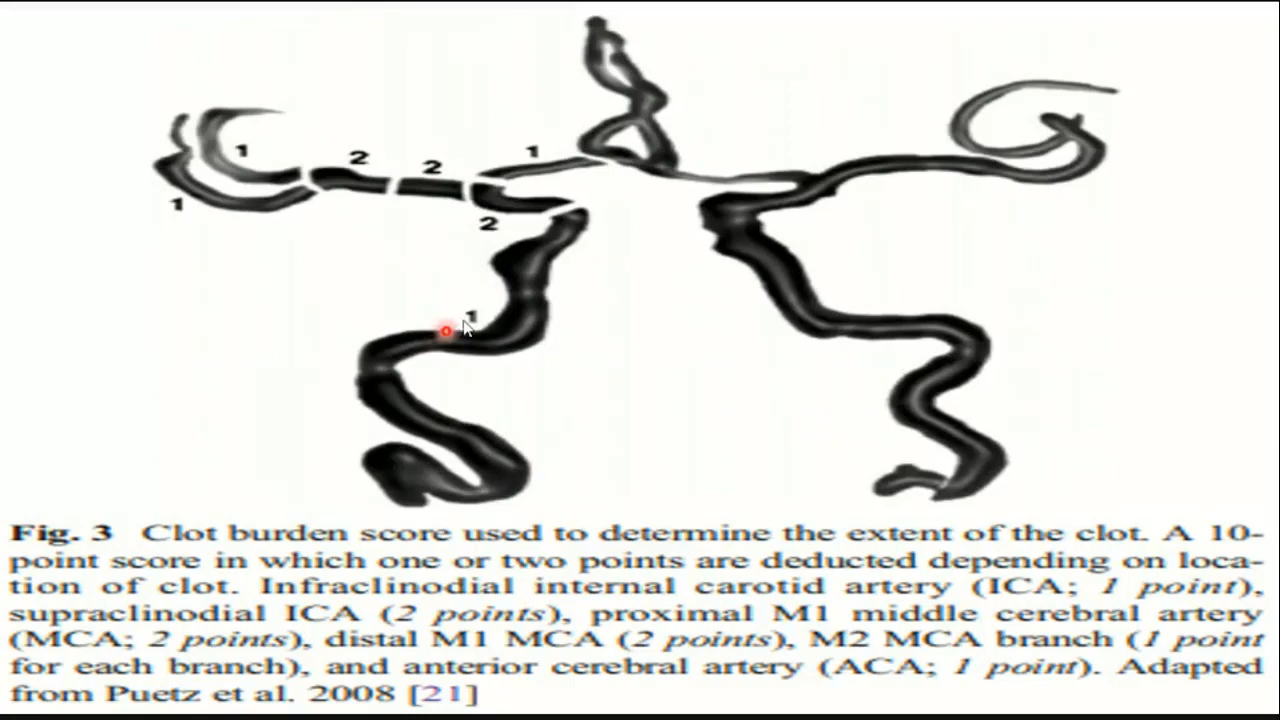 1
2
2
1
1
2
1
Fig. 3 Clot burden score used to determine the extent of the clot. A 10-
point score in which one or two points are deducted depending on loca-
tion of clot. Infraclinodial internal carotid artery (ICA; 1 point),
supraclinodial ICA (2 points), proximal M1 middle cerebral artery
(MCA; 2 points), distal M1 MCA (2 points), M2 MCA branch (1 point
for each branch), and anterior cerebral artery (ACA; 1 point). Adapted
from Puetz et al. 2008 [21]